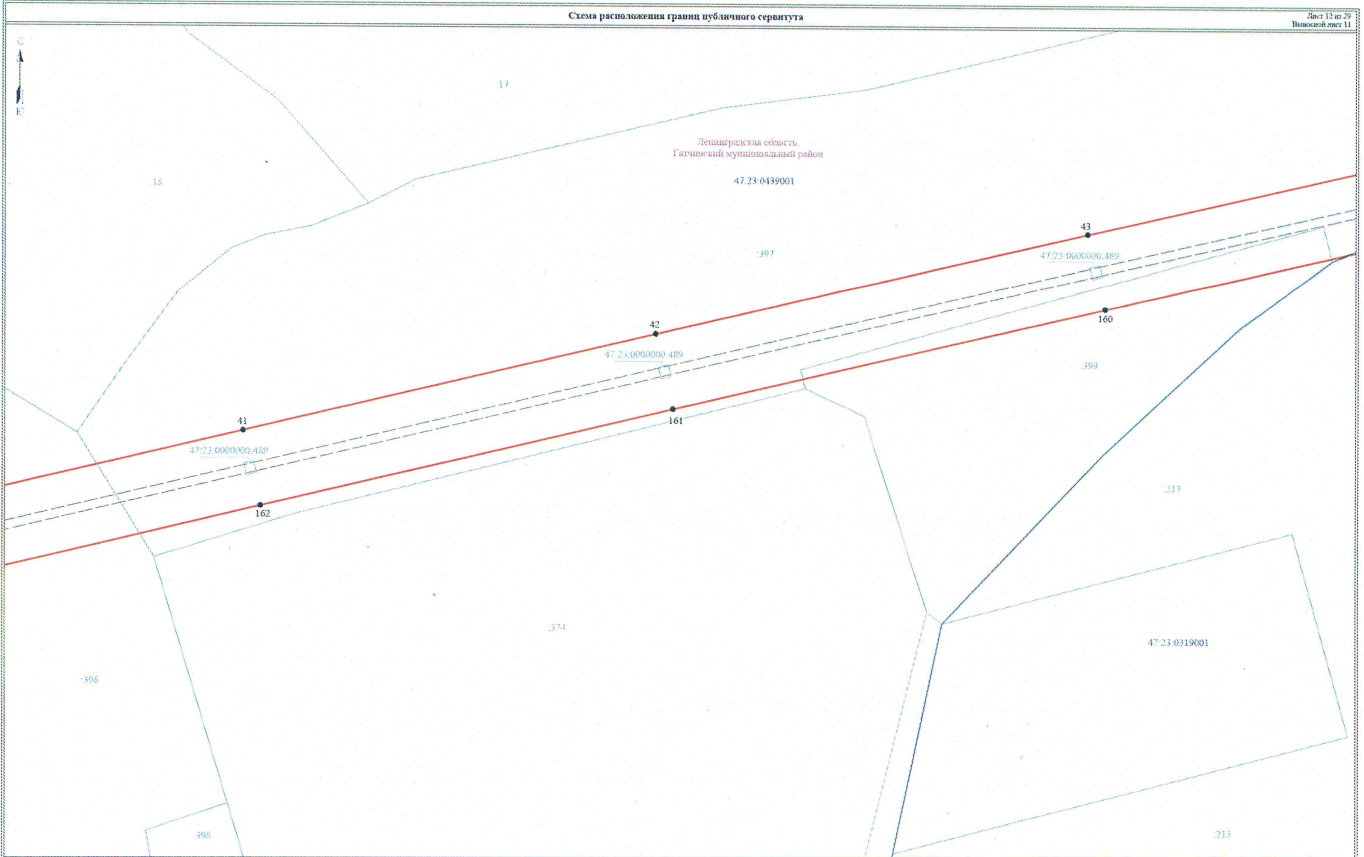 Схема расположения границ публичного сервитута
Лист 12 из 29
Выносной лист 11
С
Ю
:17
Ленинградская область,
Гатчинский муниципальный район
47:23:0439001
:397
43
47:23:0000000:489
42
160
47:23:0000000:489
:399
41
161
47:23:0000000:489
162
:213
:374
47:23:0319001
:396
:213